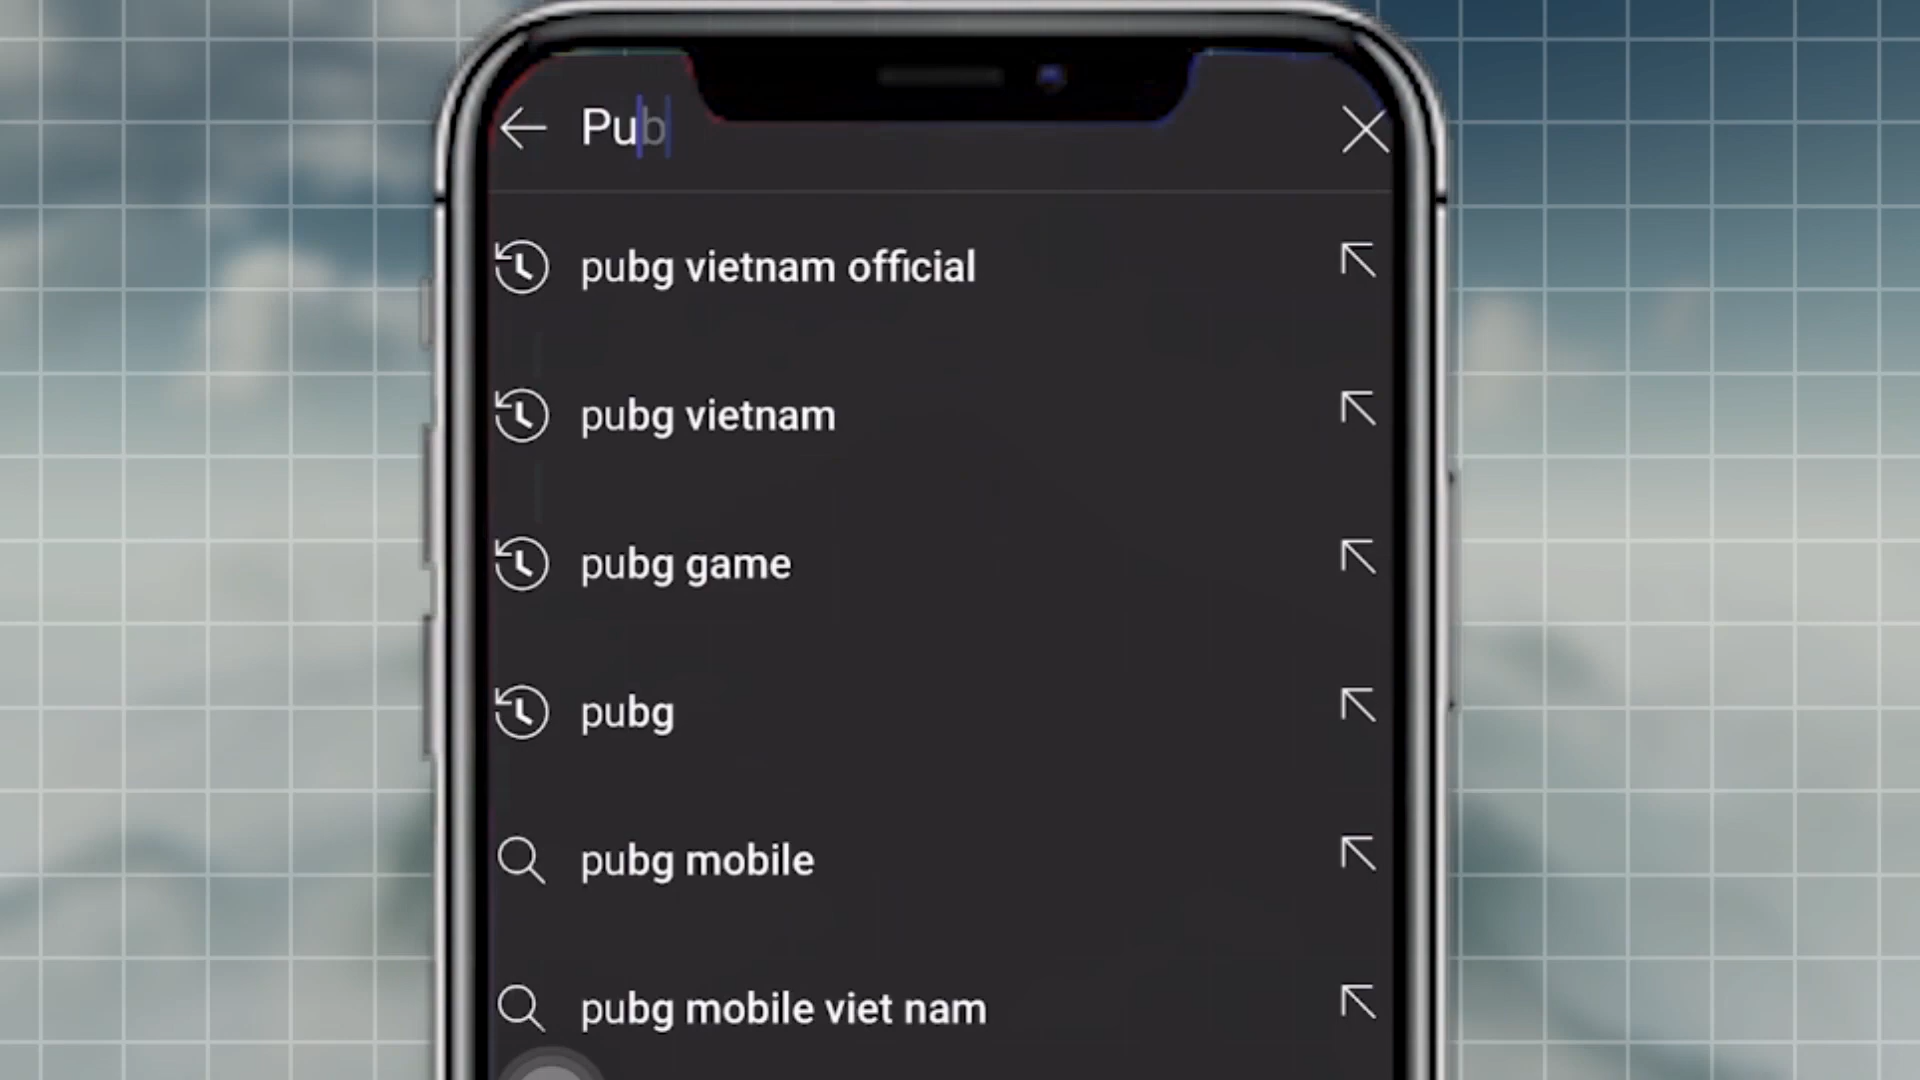 Pub
pubg vietnam official
pubg vietnam
pubg game
pubg
pubg mobile
pubg mobile viet nam